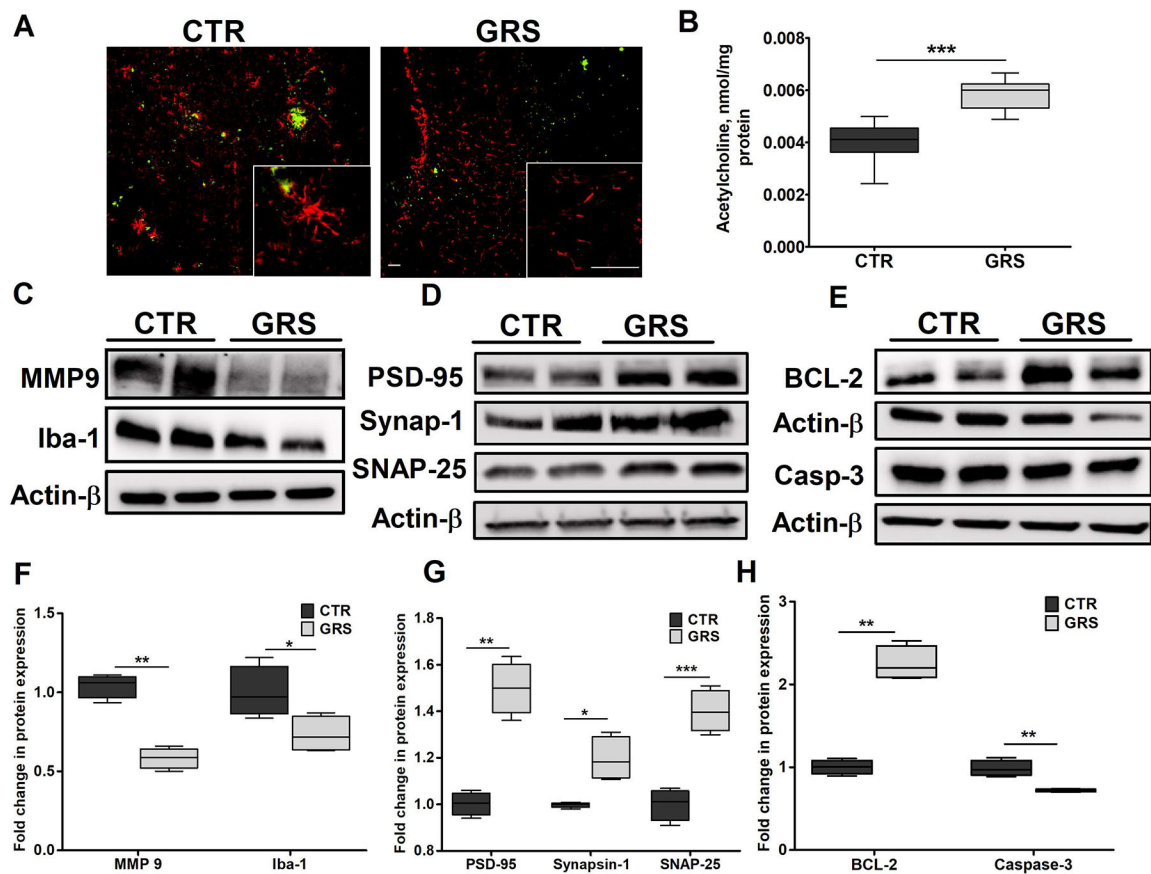 A
CTR
GRS
B
Acetylcholine, nmol/mg
protein
0.008
0.006
0.004
0.002
0.000
***
CTR
GRS
C
CTR
GRS
MMP9
Iba-1
Actin-β
D
CTR
GRS
PSD-95
Synap-1
SNAP-25
Actin-β
E
CTR
GRS
BCL-2
Actin-β
Casp-3
Actin-β
F
Fold change in protein expression
1.5
1.0
0.5
0.0
CTR
GRS
**
*
MMP 9
Iba-1
G
Fold change in protein expression
1.8
1.6
1.4
1.2
1.0
0.8
CTR
GRS
**
*
***
PSD-95
Synapsin-1
SNAP-25
H
Fold change in protein expression
3
2
1
0
CTR
GRS
**
**
BCL-2
Caspase-3